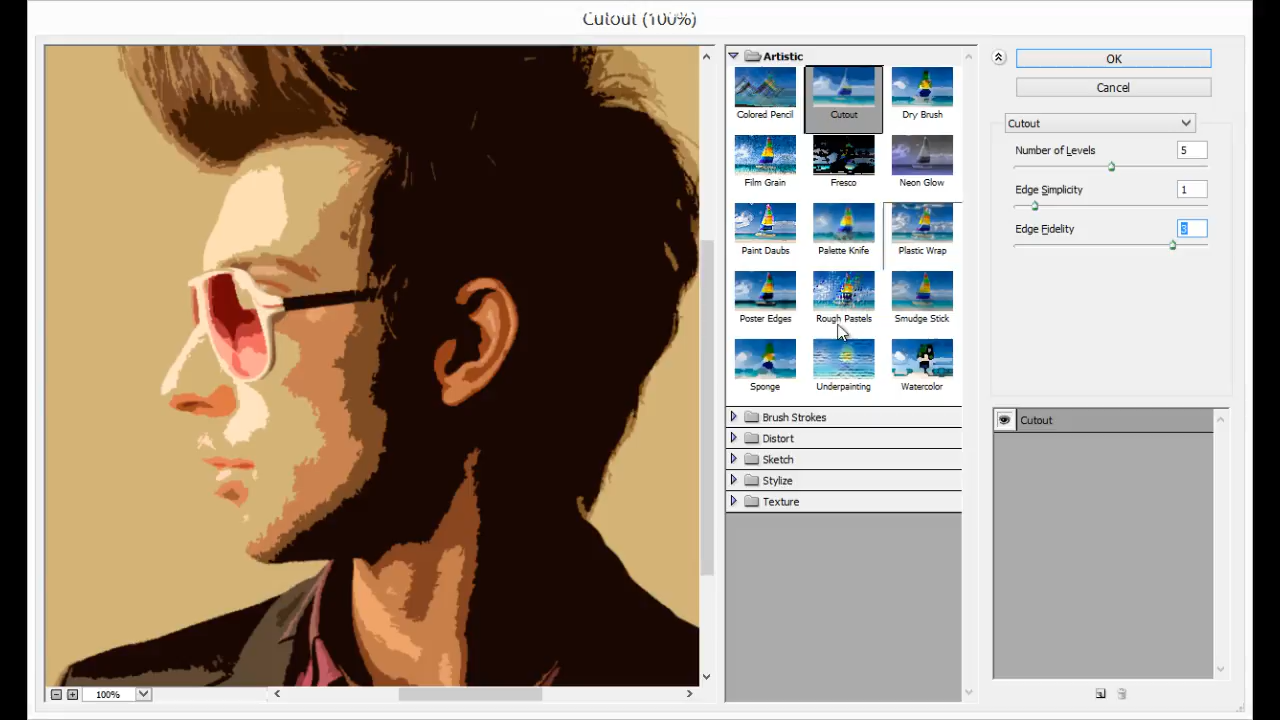 Cutout (100%)
Artistic
Colored Pencil
Cutout
Dry Brush
Film Grain
Fresco
Neon Glow
Paint Daubs
Palette Knife
Plastic Wrap
Poster Edges
Rough Pastels
Smudge Stick
Sponge
Underpainting
Watercolor
Brush Strokes
Distort
Sketch
Stylize
Texture
OK
Cancel
Cutout
Number of Levels 5
Edge Simplicity 1
Edge Fidelity 3
Cutout
100%